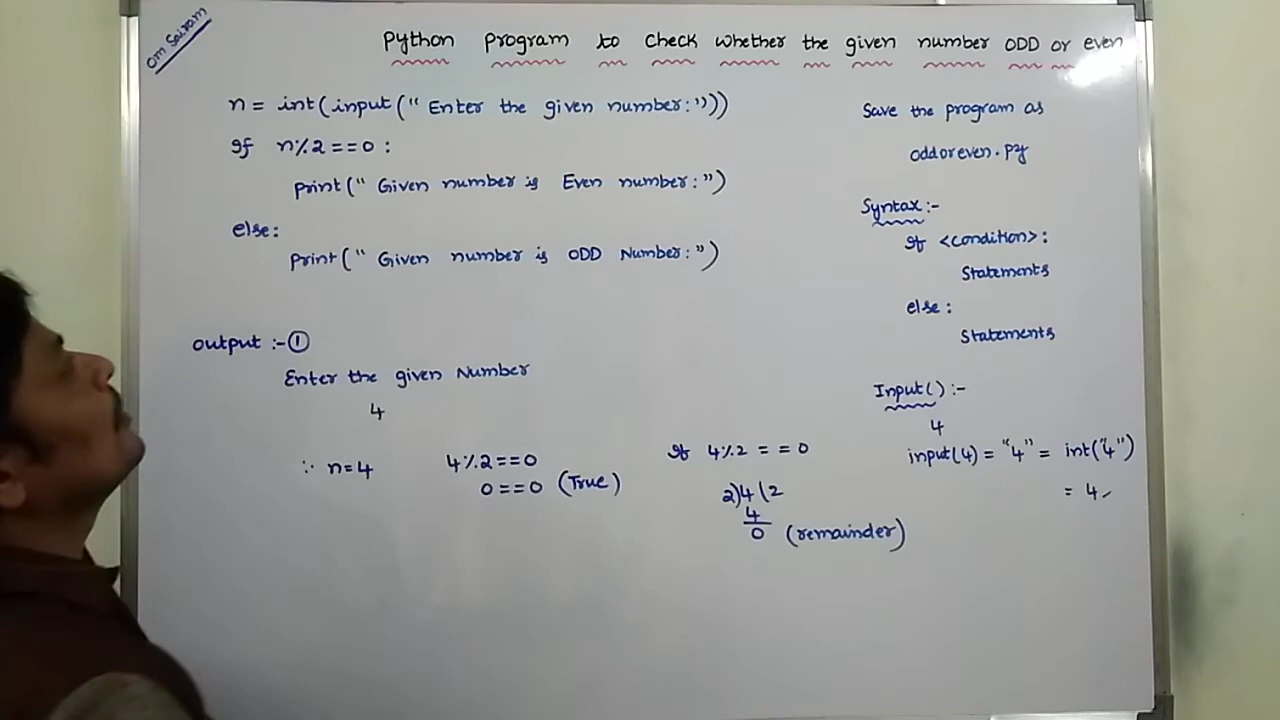 Om Sairam
Python program to check whether the given number ODD or even
n = int(input("Enter the given number:"))
If n%2==0:
print("Given number is Even number:")
else:
print("Given number is ODD Number:")
Output :- ①
Enter the given Number
4
∵ n=4
4%2==0
0==0 (True)
If 4%2 == 0
2)4(2
4
0 (remainder)
Save the program as
oddoreven.py
Syntax:-
If <condition>:
Statements
else:
Statements
Input():-
4
input(4) = "4" = int("4")
= 4